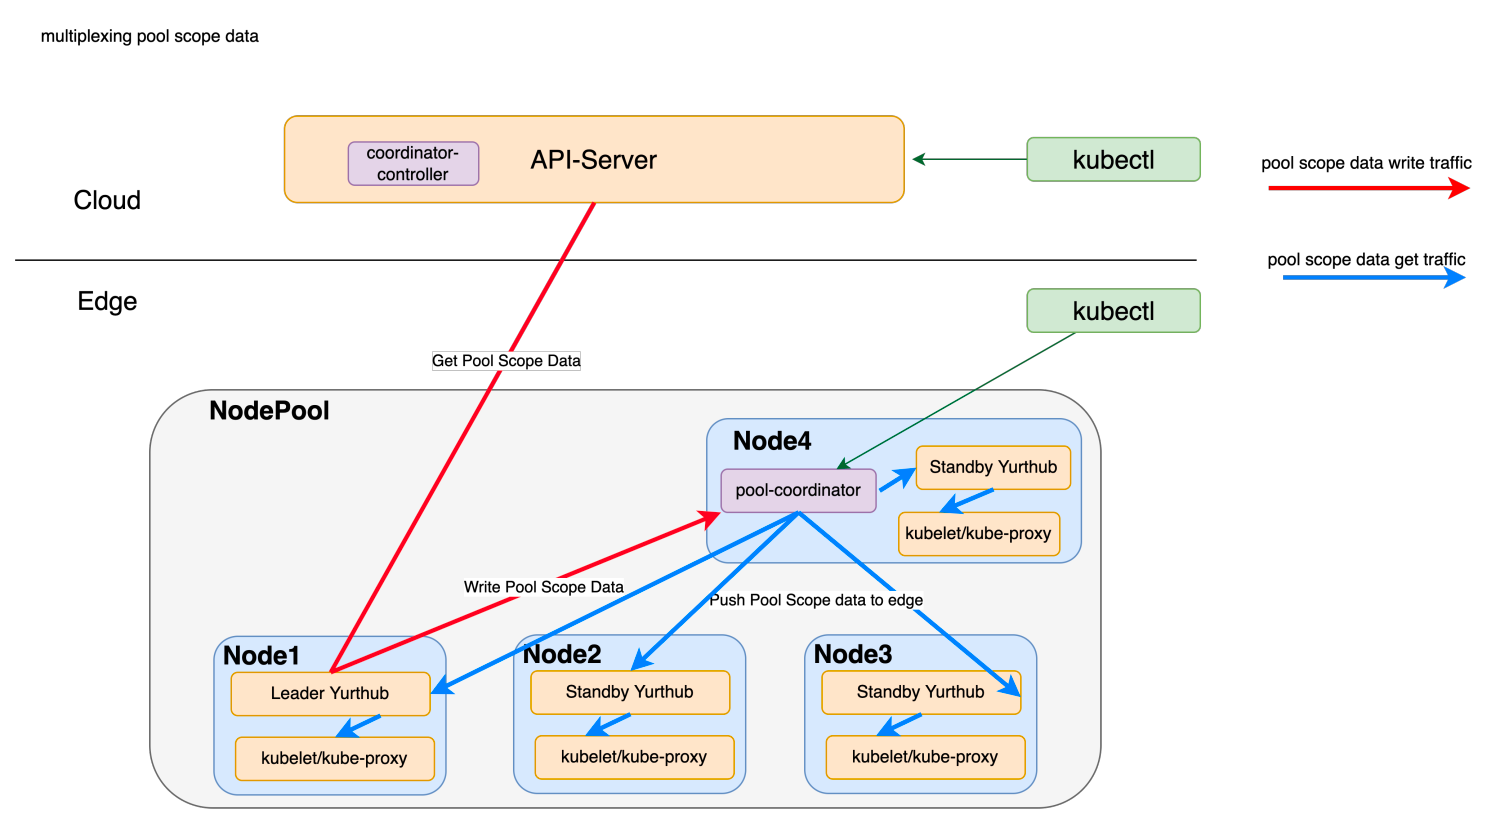 multiplexing pool scope data
coordinator-
controller
API-Server
kubectl
pool scope data write traffic
Cloud
pool scope data get traffic
Edge
kubectl
Get Pool Scope Data
NodePool
Node4
Standby Yurthub
pool-coordinator
kubelet/kube-proxy
Write Pool Scope Data
Push Pool Scope data to edge
Node1
Leader Yurthub
kubelet/kube-proxy
Node2
Standby Yurthub
kubelet/kube-proxy
Node3
Standby Yurthub
kubelet/kube-proxy